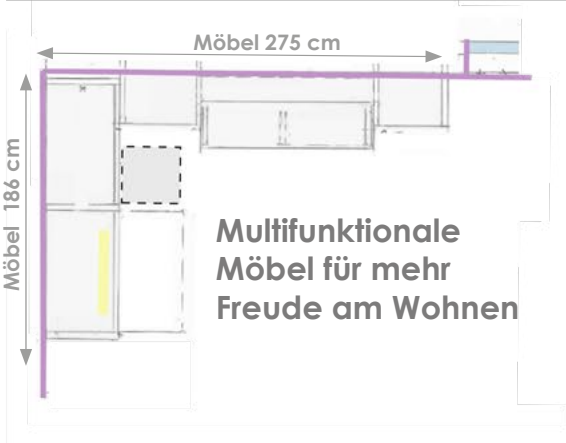 Möbel 275 cm
Möbel 186 cm
Multifunktionale
Möbel für mehr
Freude am Wohnen